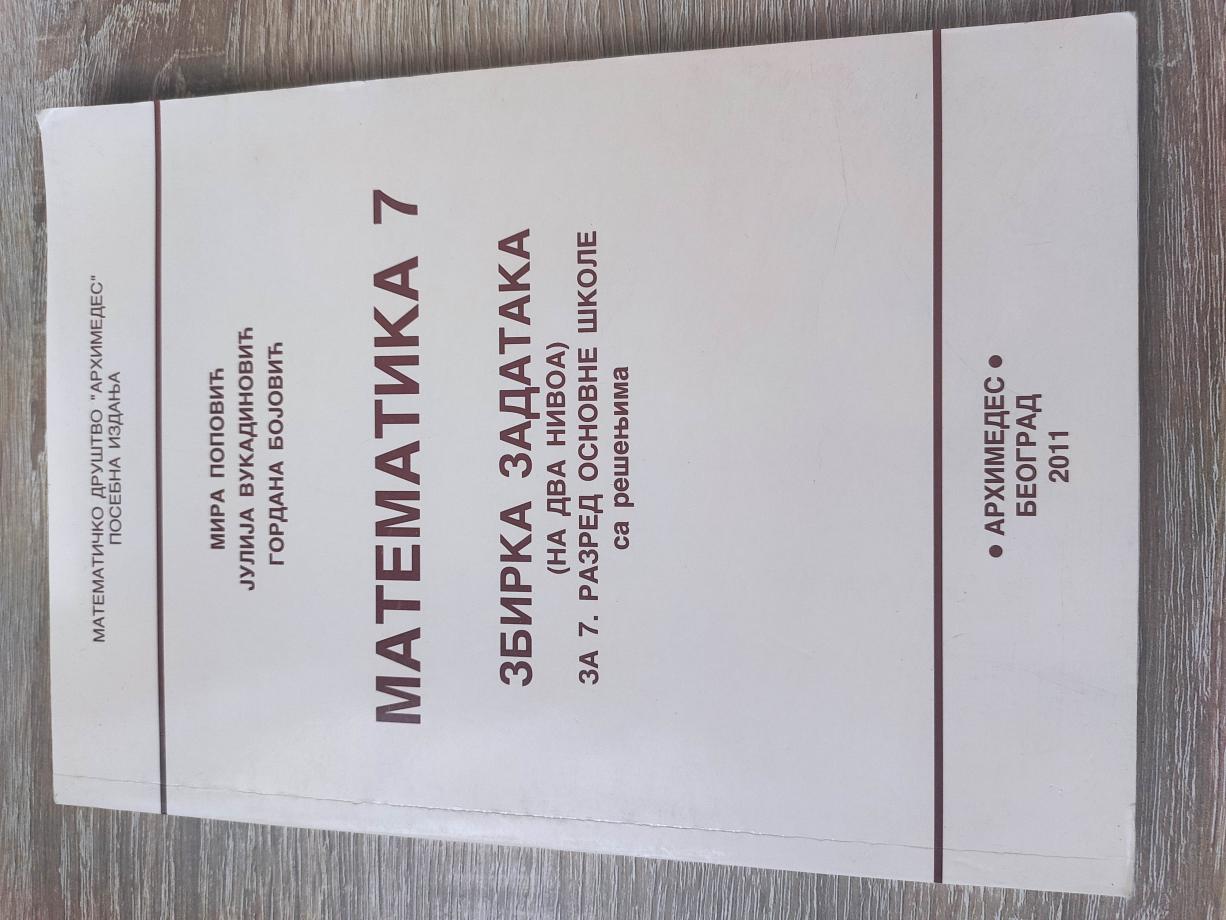 МАТЕМАТИЧКО ДРУШТВО "АРХИМЕДЕС"
ПОСЕБНА ИЗДАЊА
МИРА ПОПОВИЋ
ЈУЛИЈА ВУКАДИНОВИЋ
ГОРДАНА БОЈОВИЋ
МАТЕМАТИКА 7
ЗБИРКА ЗАДАТАКА
(НА ДВА НИВОА)
ЗА 7. РАЗРЕД ОСНОВНЕ ШКОЛЕ
са решењима
• АРХИМЕДЕС •
БЕОГРАД
2011